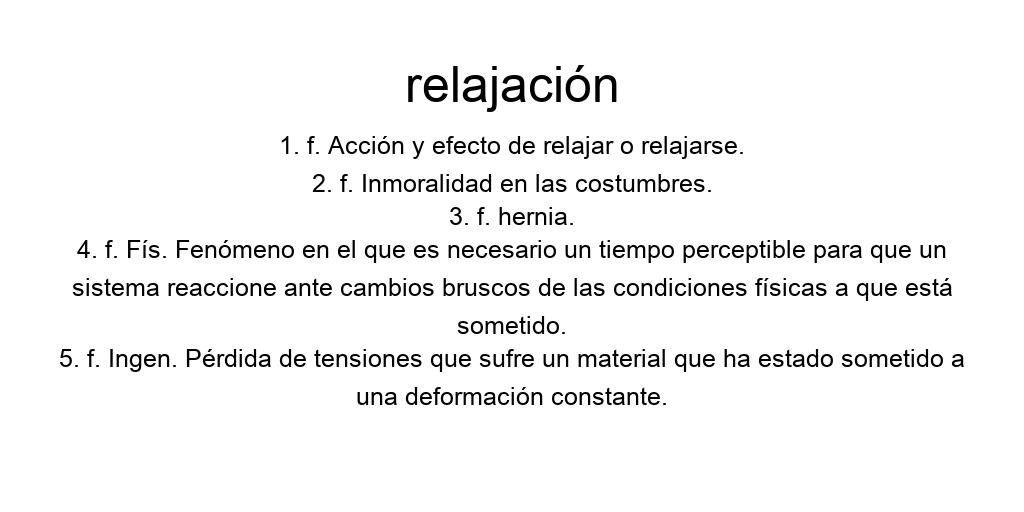 relajación
1. f. Acción y efecto de relajar o relajarse.
2. f. Inmoralidad en las costumbres.
3. f. hernia.
4. f. Fís. Fenómeno en el que es necesario un tiempo perceptible para que un
sistema reaccione ante cambios bruscos de las condiciones físicas a que está
sometido.
5. f. Ingen. Pérdida de tensiones que sufre un material que ha estado sometido a
una deformación constante.